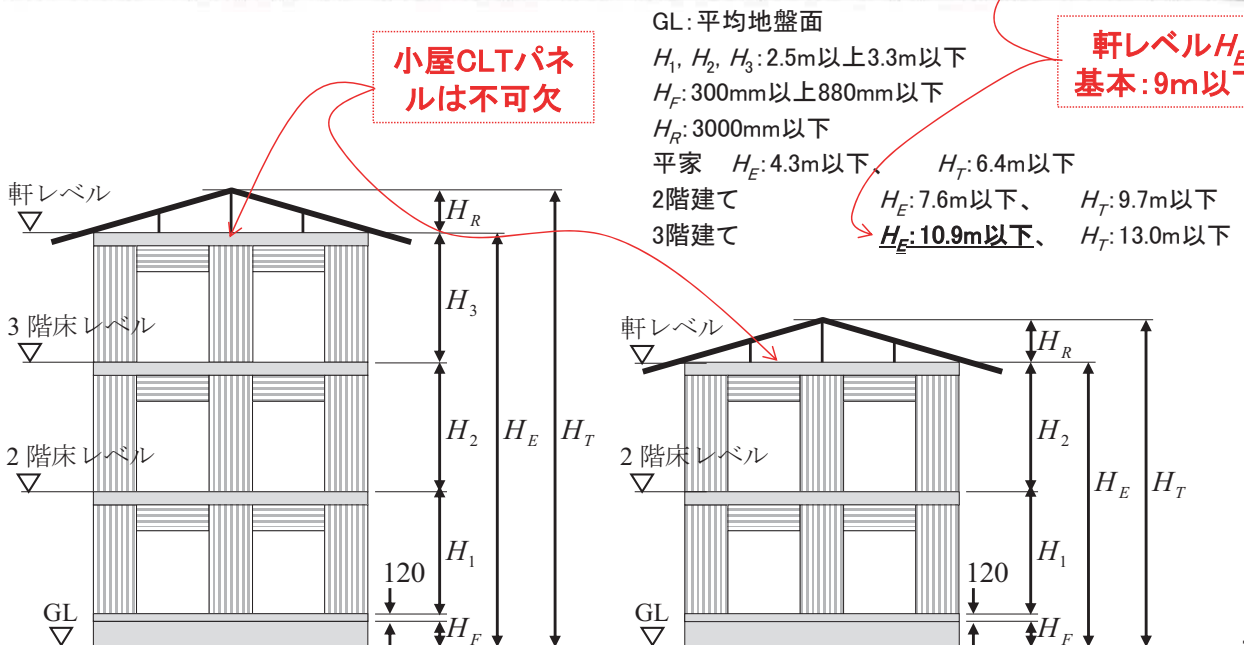 GL:平均地盤面
H1, H2, H3:2.5m以上3.3m以下
HF:300mm以上880mm以下
HR:3000mm以下
平家 HE:4.3m以下、 HT:6.4m以下
2階建て HE:7.6m以下、 HT:9.7m以下
3階建て HE:10.9m以下、 HT:13.0m以下
小屋CLTパネ
ルは不可欠
軒レベルHE
基本:9m以下
軒レベル
3階床レベル
2階床レベル
GL
HR
H3
H2
H1
HE
HT
120
HF
軒レベル
2階床レベル
GL
HR
H2
H1
HE
HT
120
HF